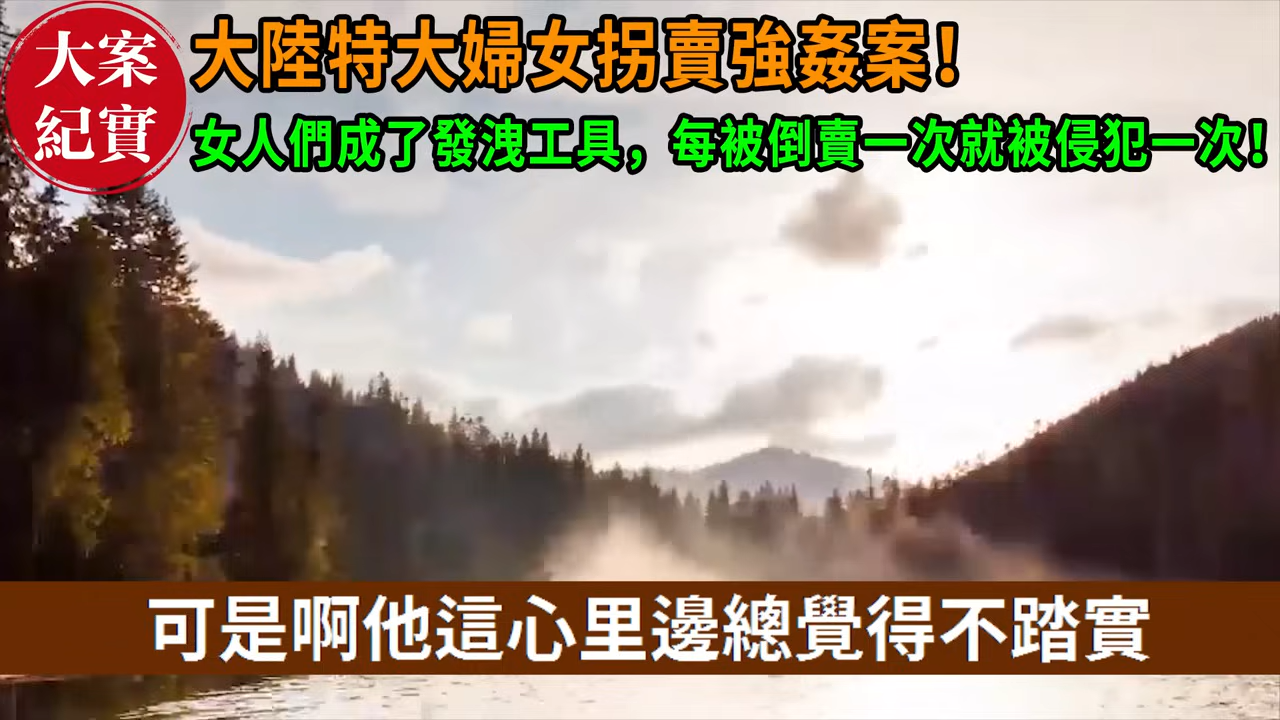 大案
紀實
大陸特大婦女拐賣強姦案！
女人們成了發洩工具，每被倒賣一次就被侵犯一次！
可是啊他這心里邊總覺得不踏實